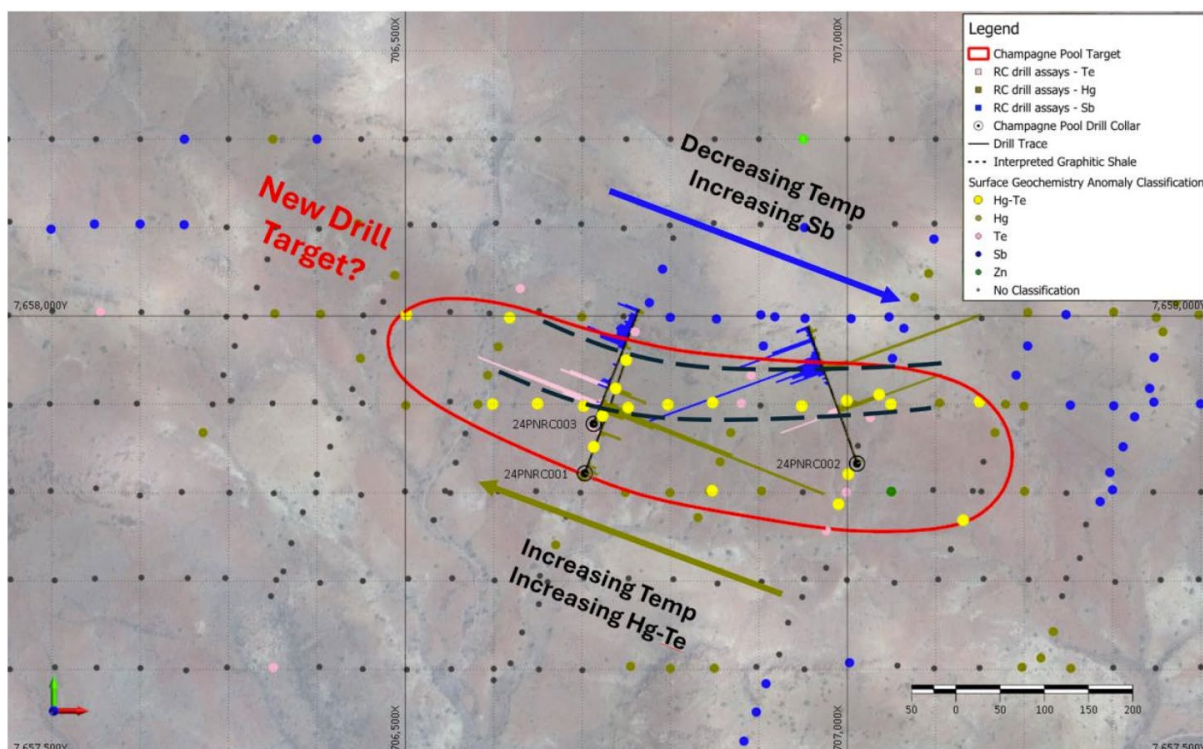 706,500X
707,000X
Legend
Champagne Pool Target
RC drill assays - Te
RC drill assays - Hg
RC drill assays - Sb
Champagne Pool Drill Collar
Drill Trace
Interpreted Graphitic Shale
Surface Geochemistry Anomaly Classification
Hg-Te
Hg
Te
Sb
Zn
No Classification
Decreasing Temp
Increasing Sb
New Drill
Target?
7,658,000Y
7,658,000Y
24PNRC003
24PNRC001
24PNRC002
Increasing Temp
Increasing Hg-Te
50 0 50 100 150 200
706,500X
707,000X
7,657,500Y
7,657,500Y